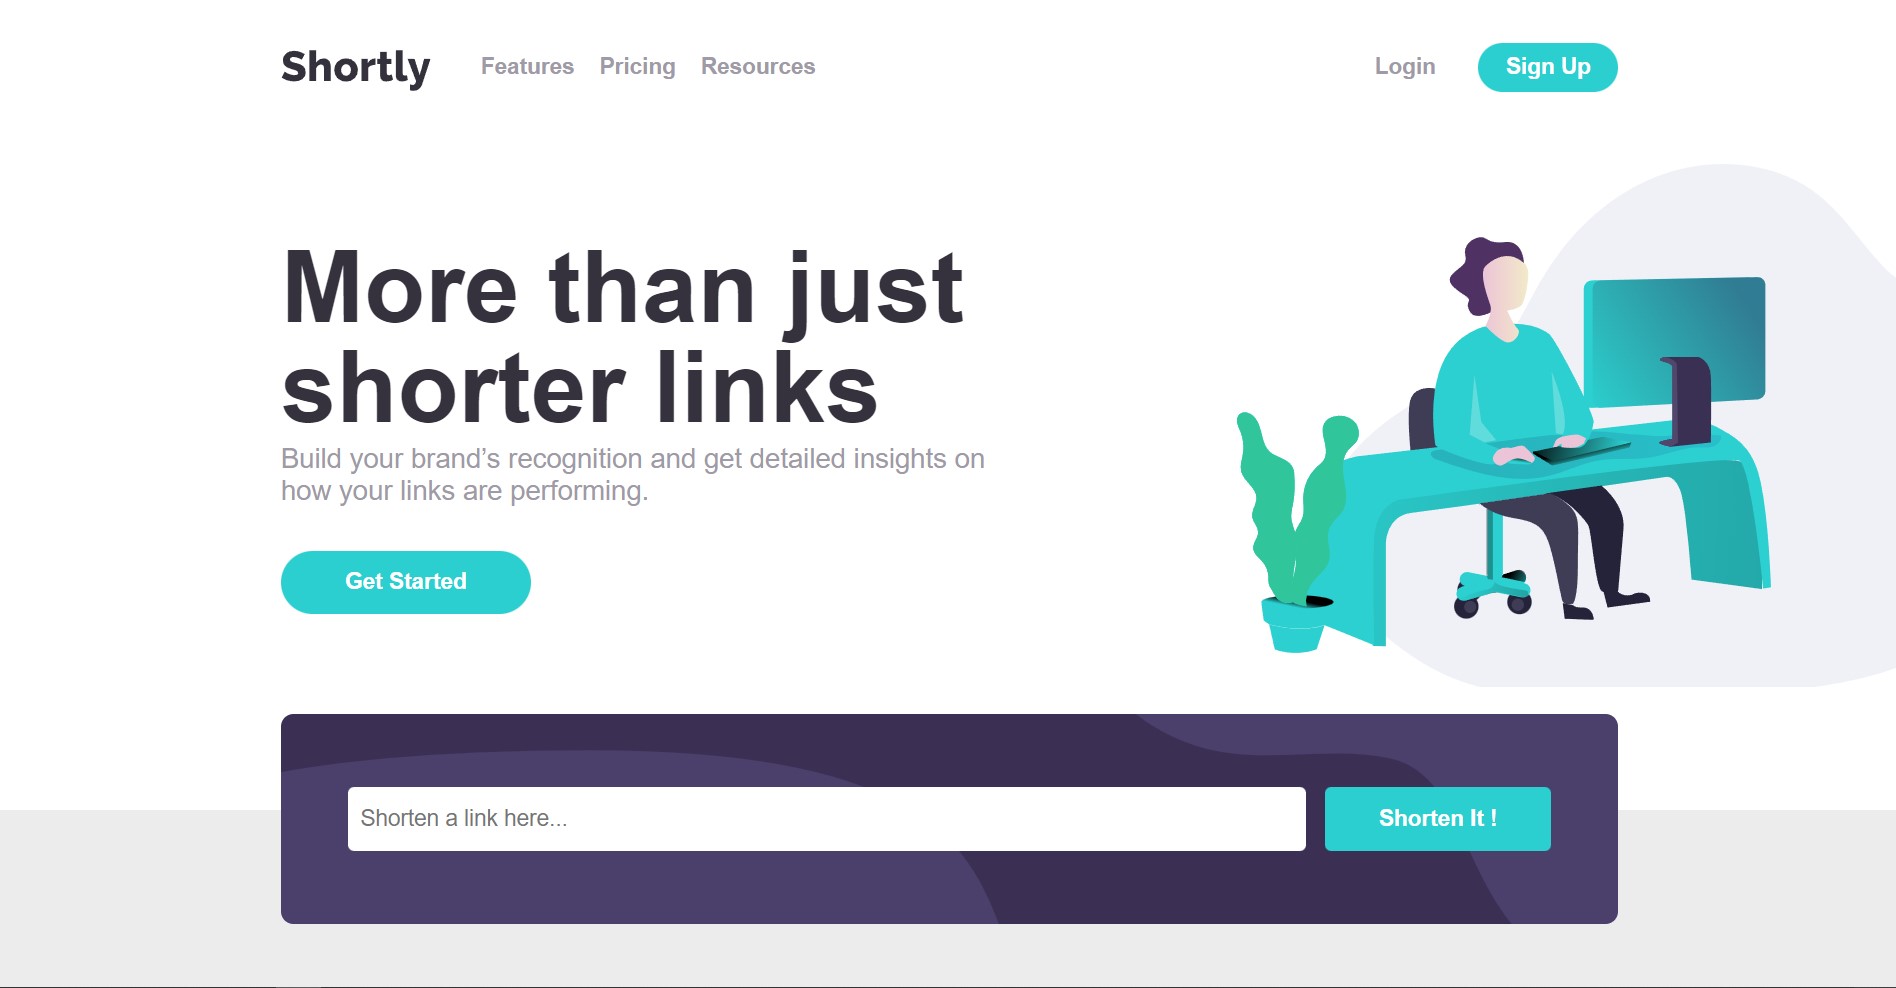 Shortly Features Pricing Resources Login Sign Up
More than just
shorter links
Build your brand’s recognition and get detailed insights on
how your links are performing.
Get Started
Shorten a link here... Shorten It !